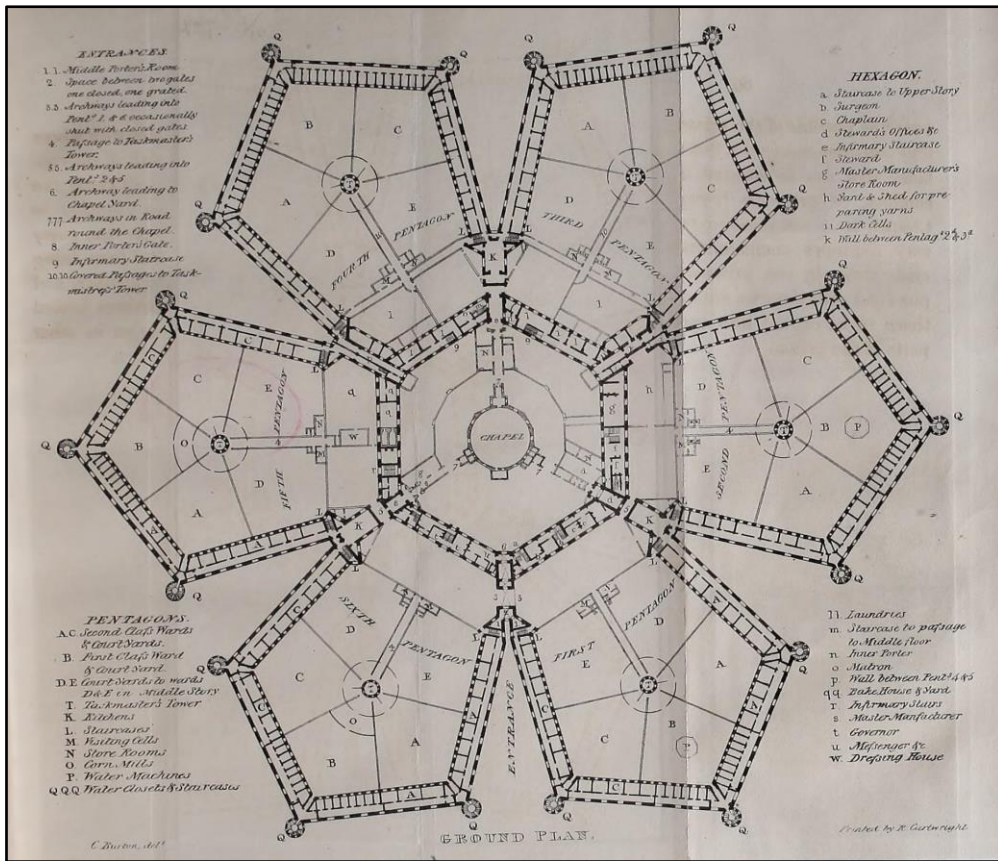 ENTRANCES.
1.1. Middle Porter's Room
2. Space between two gates
one closed, one grated.
3.3. Archways leading into
Pent.s 1. & 6 occasionally
shut with closed gates
4. Paſsage to Taskmaster's
Tower.
5.5. Archways leading into
Pent.s 2 & 5
6. Archway leading to
Chapel Yard.
777 Archways in Road
round the Chapel.
8. Inner Porter's Gate.
9 Infirmary Staircase
10.10. Covered Paſsages to Task-
master's Tower
HEXAGON.
a. Staircase to Upper Story
b. Surgeon
c Chaplain
d Steward's Offices &c
e Infirmary Staircase
f Steward
g Master Manufacturer's
Store Room
h Yard & Shed for pre-
paring yarns
i i Dark Cells
k Wall between Pentag.s 2d & 3d
FOURTH PENTAGON
THIRD PENTAGON
FIFTH PENTAGON
CHAPEL
SECOND PENTAGON
SIXTH PENTAGON
FIRST PENTAGON
ENTRANCE
PENTAGONS.
A.C. Second Claſs Wards
& Court Yards.
B. First Claſs Ward
& Court Yard.
D.E Court Yards to wards
D & E in Middle Story
T. Taskmaster's Tower
K Kitchens
L Staircases
M Visiting Cells
N Store Rooms
O. Corn Mills
P. Water Machines
QQQ Water Closets & Staircases
l l Laundries
m. Staircase to paſsage
to Middle floor
n Inner Porter
o Matron
p. Wall between Pent.s 4 & 5
qq Bake House & Yard
r Infirmary Stairs
s Master Manfacturer
t Governor
u Meſsenger &c
w. Dreſsing House
GROUND PLAN.
C. Burton, del.t
Printed by R. Cartwright